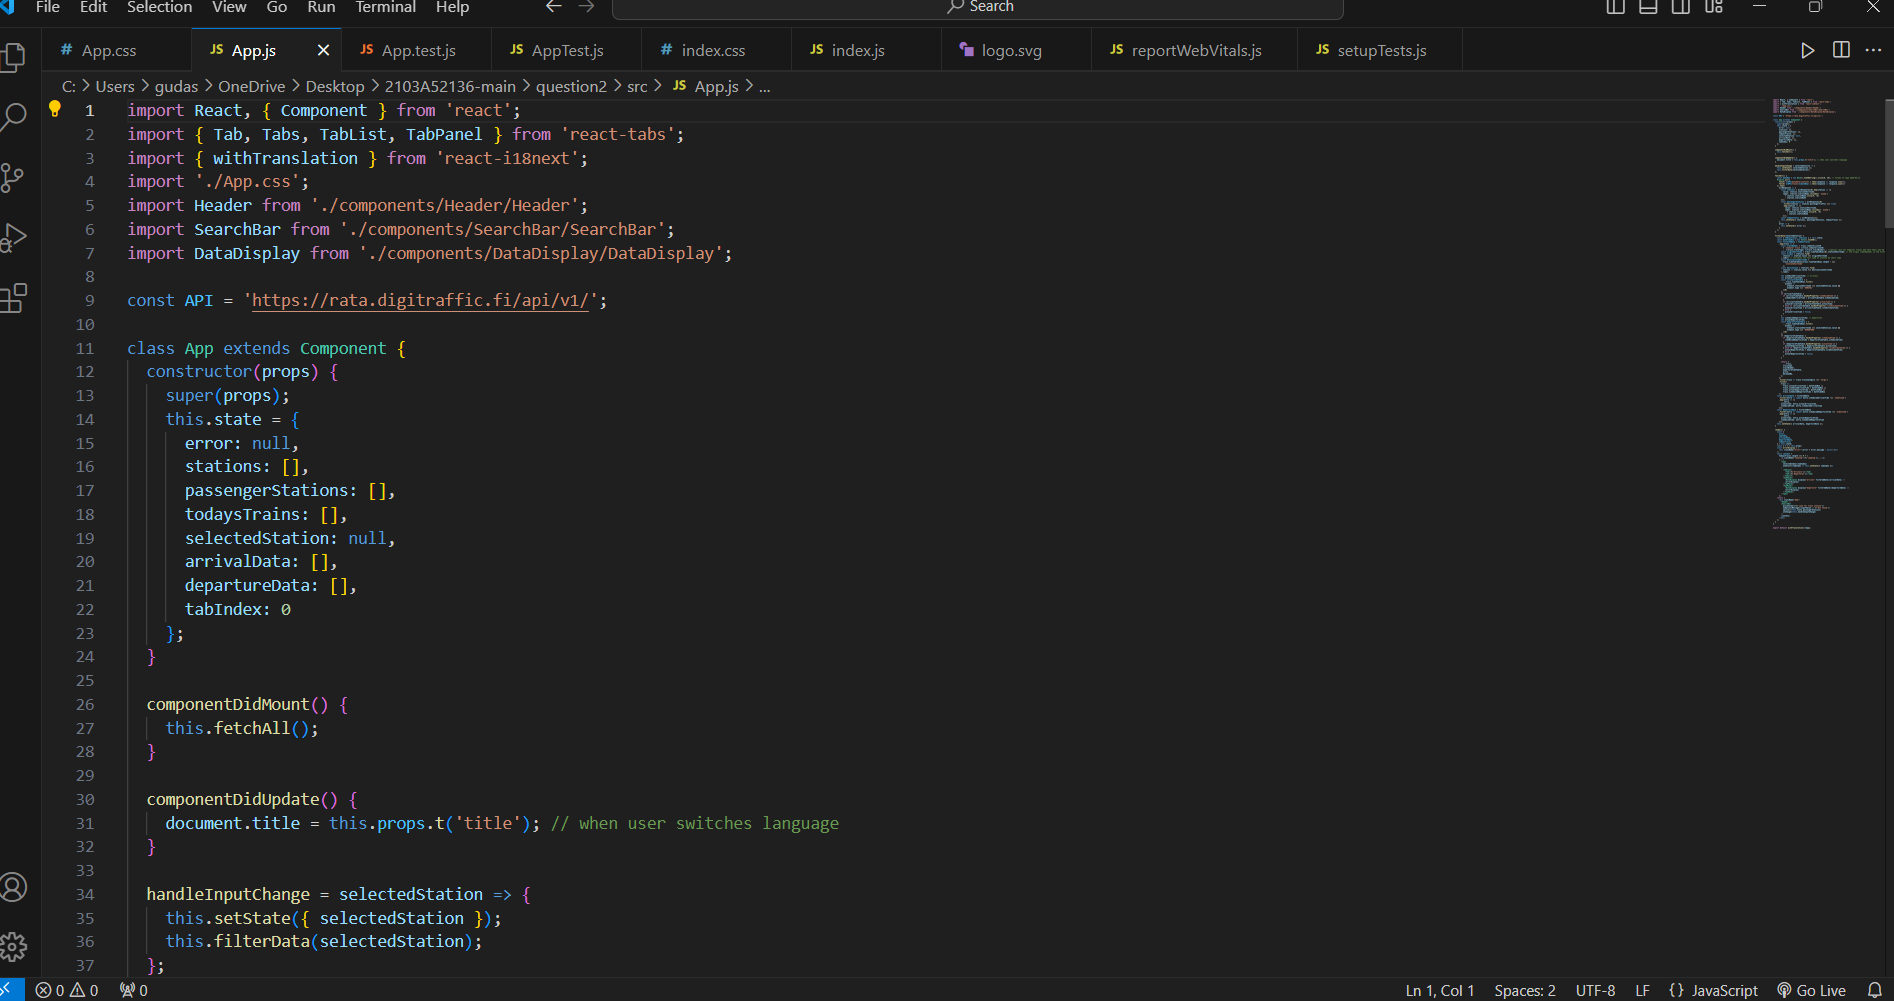 File Edit Selection View Go Run Terminal Help Search
# App.css JS App.js JS App.test.js JS AppTest.js # index.css JS index.js logo.svg JS reportWebVitals.js JS setupTests.js
C: > Users > gudas > OneDrive > Desktop > 2103A52136-main > question2 > src > JS App.js > ...
1 import React, { Component } from 'react';
2 import { Tab, Tabs, TabList, TabPanel } from 'react-tabs';
3 import { withTranslation } from 'react-i18next';
4 import './App.css';
5 import Header from './components/Header/Header';
6 import SearchBar from './components/SearchBar/SearchBar';
7 import DataDisplay from './components/DataDisplay/DataDisplay';
8
9 const API = 'https://rata.digitraffic.fi/api/v1/';
10
11 class App extends Component {
12 constructor(props) {
13 super(props);
14 this.state = {
15 error: null,
16 stations: [],
17 passengerStations: [],
18 todaysTrains: [],
19 selectedStation: null,
20 arrivalData: [],
21 departureData: [],
22 tabIndex: 0
23 };
24 }
25
26 componentDidMount() {
27 this.fetchAll();
28 }
29
30 componentDidUpdate() {
31 document.title = this.props.t('title'); // when user switches language
32 }
33
34 handleInputChange = selectedStation => {
35 this.setState({ selectedStation });
36 this.filterData(selectedStation);
37 };
0 0 0 Ln 1, Col 1 Spaces: 2 UTF-8 LF {} JavaScript Go Live